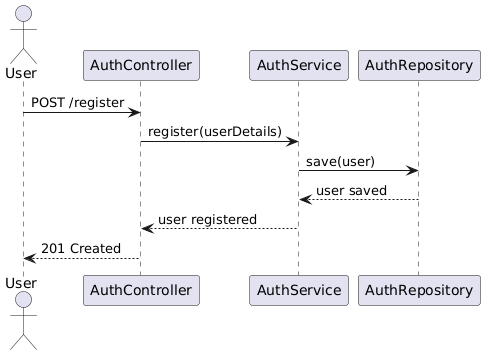 User
AuthController
AuthService
AuthRepository
POST /register
register(userDetails)
save(user)
user saved
user registered
201 Created
User
AuthController
AuthService
AuthRepository